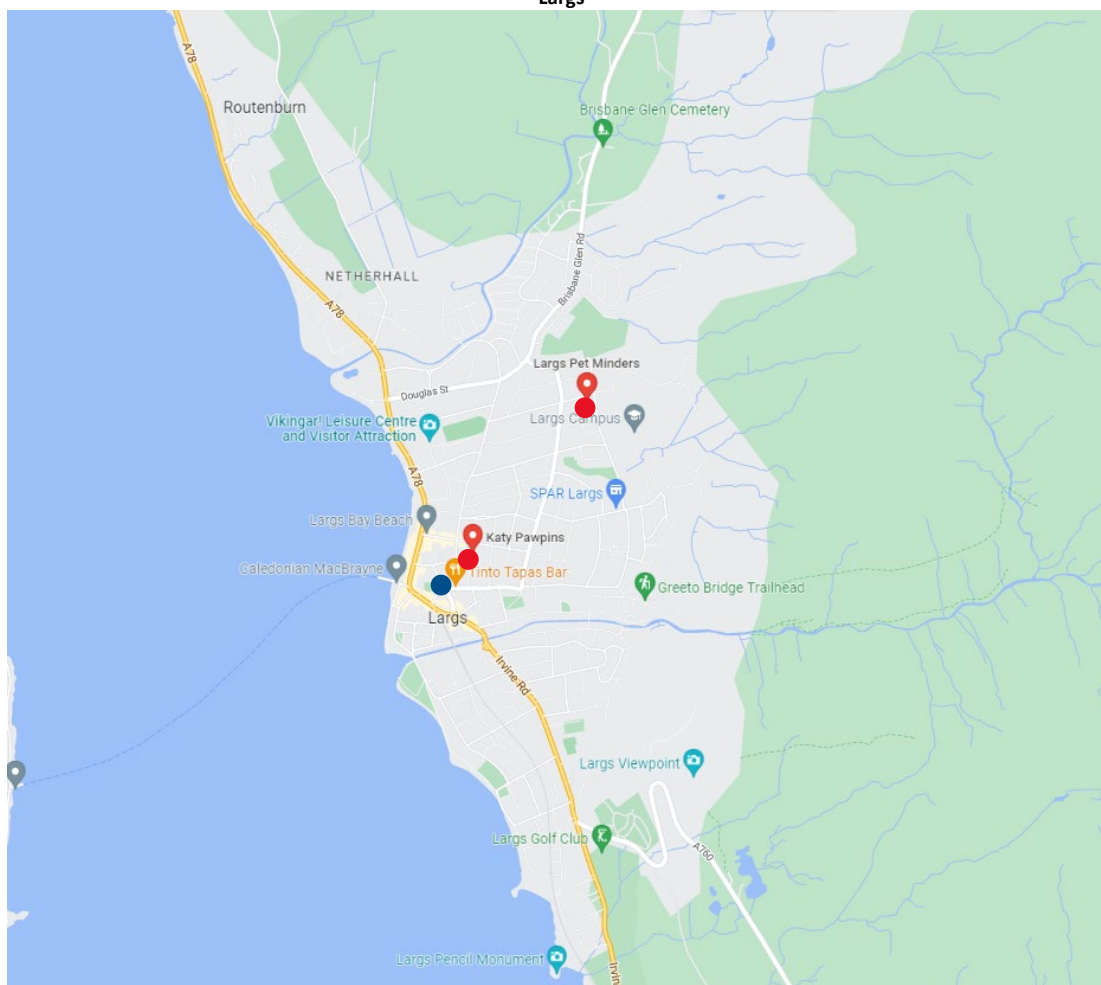 Largs
A78
Routenburn
Brisbane Glen Cemetery
Brisbane Glen Rd
NETHERHALL
A78
Largs Pet Minders
Douglas St
Largs Campus
Vikingar! Leisure Centre
and Visitor Attraction
A78
SPAR Largs
Largs Bay Beach
Katy Pawpins
Caledonian MacBrayne
Tinto Tapas Bar
Greeto Bridge Trailhead
Largs
Irvine Rd
Largs Viewpoint
Largs Golf Club
A760
Largs Pencil Monument